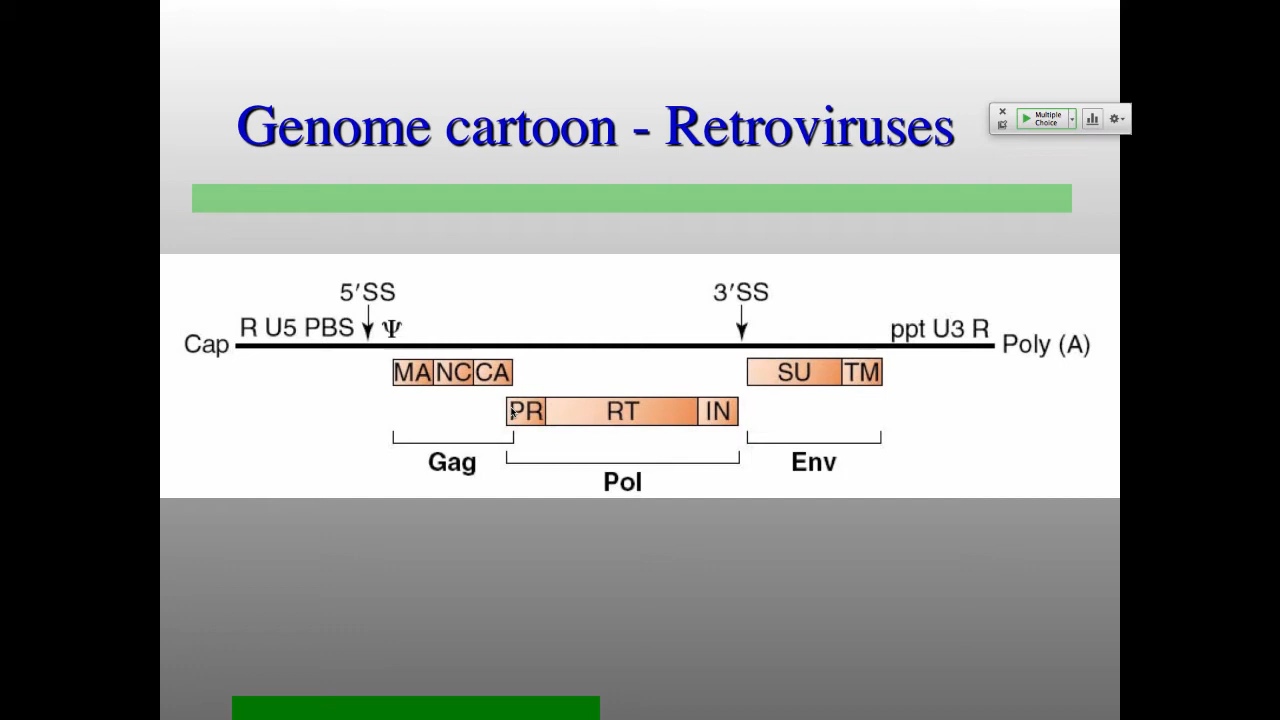 Genome cartoon - Retroviruses
Multiple
Choice
5′SS 3′SS
R U5 PBS Ψ ppt U3 R
Cap Poly (A)
MA NC CA SU TM
PR RT IN
Gag Env
Pol